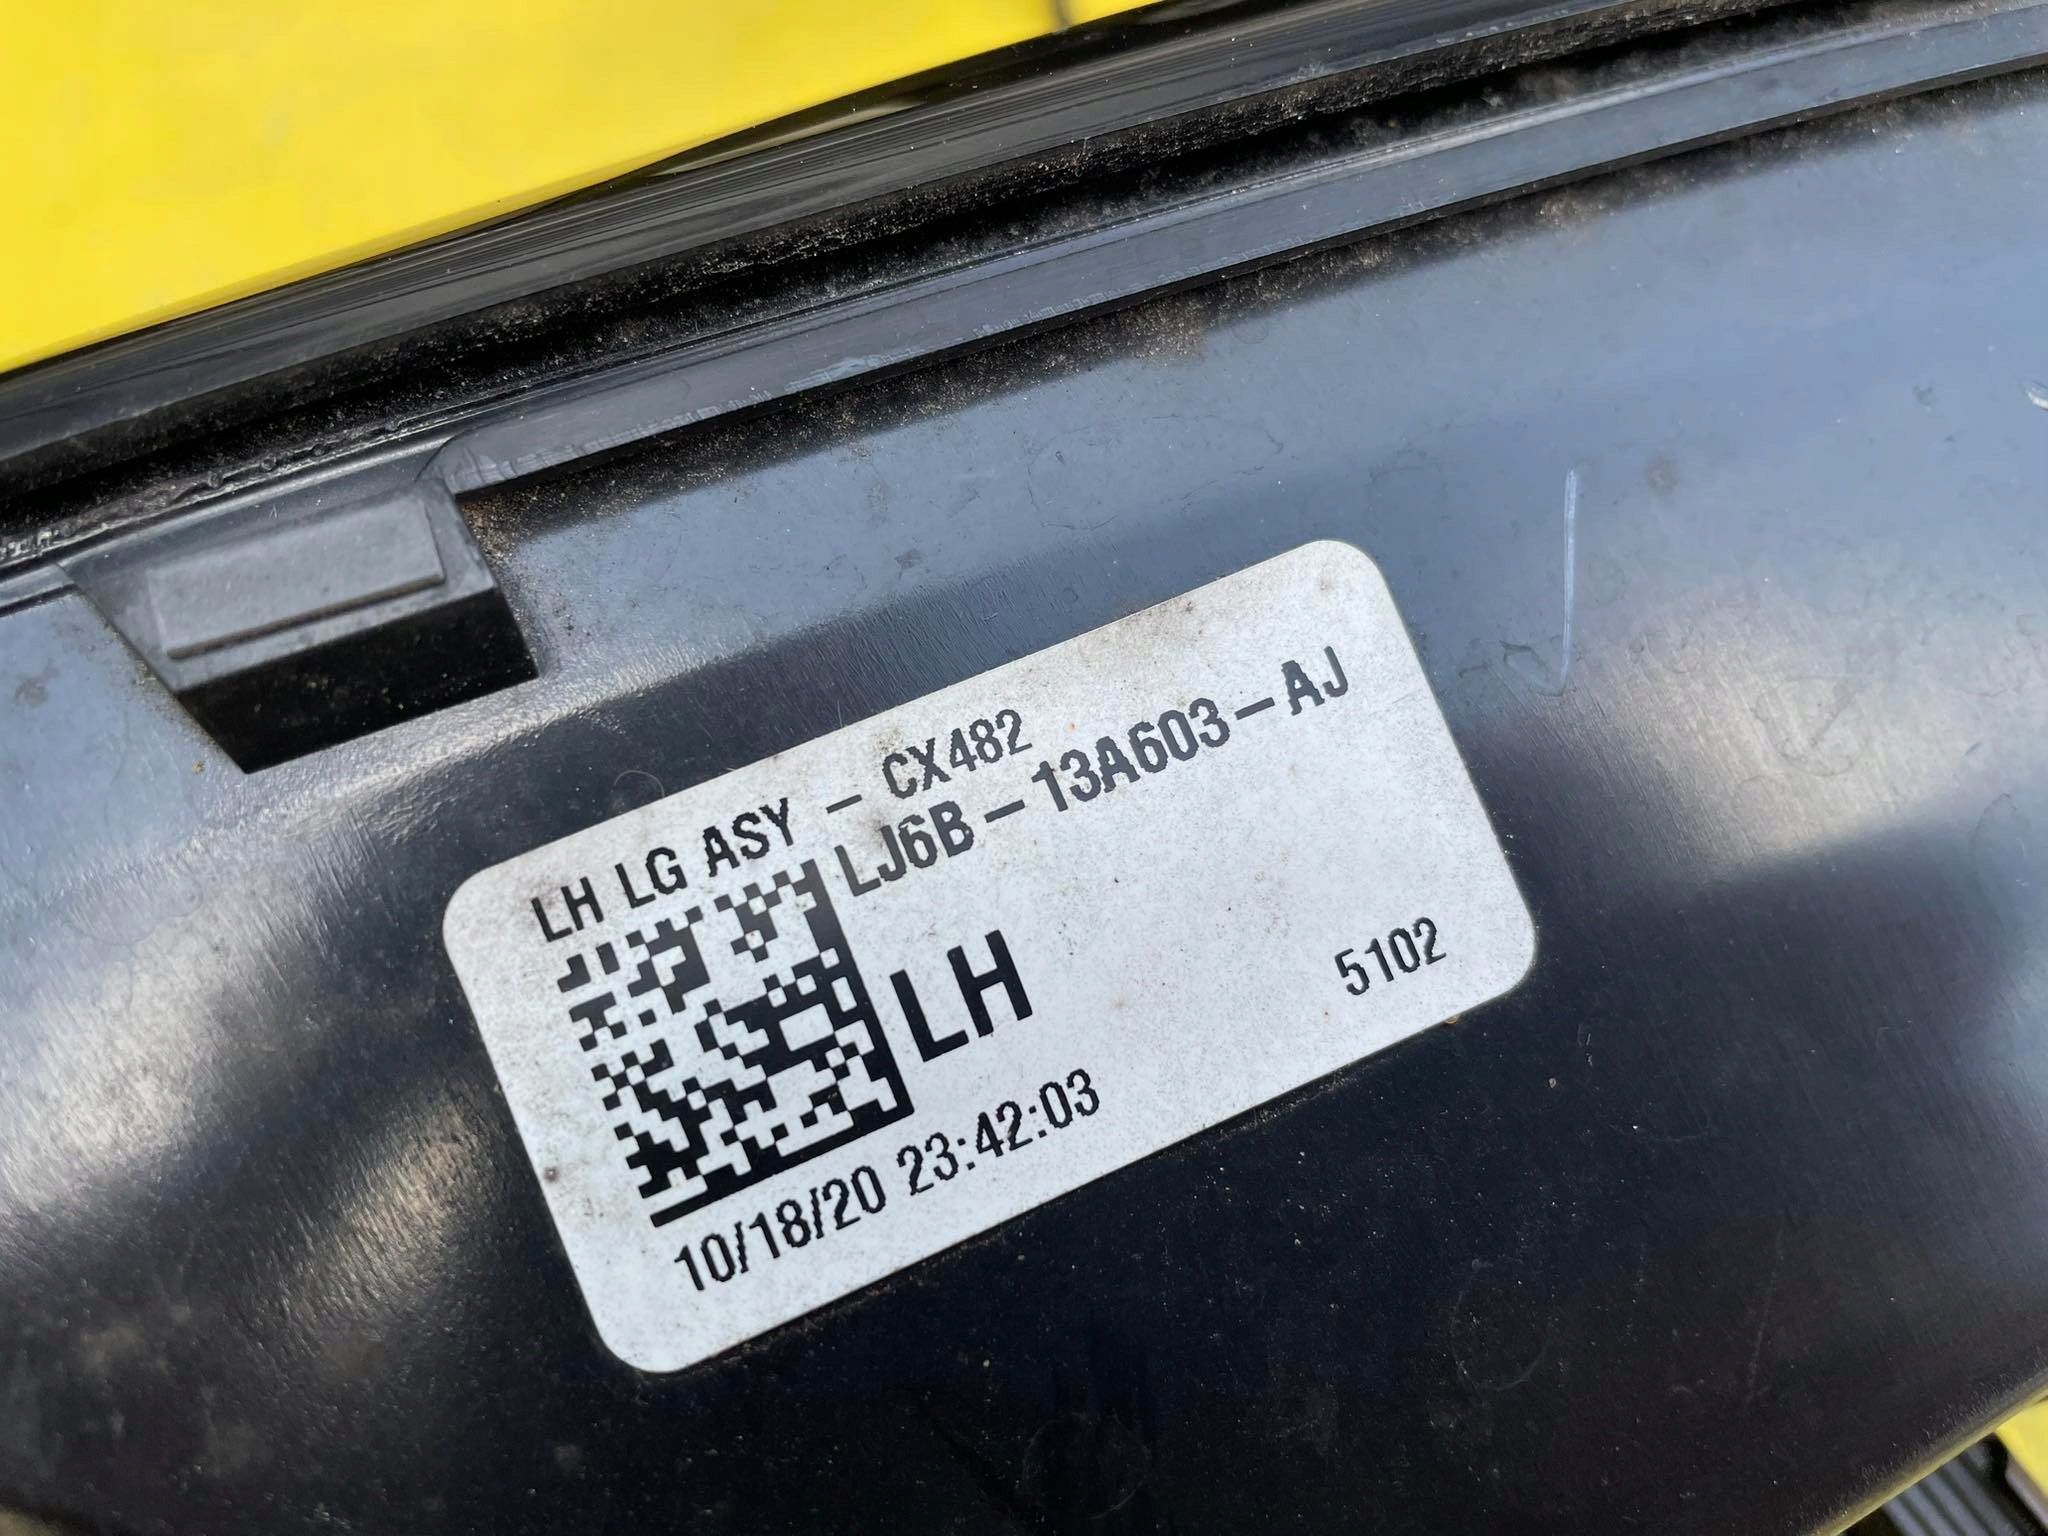 LH LG ASY - CX482
LJ6B-13A603-AJ
LH
5102
10/18/20 23:42:03